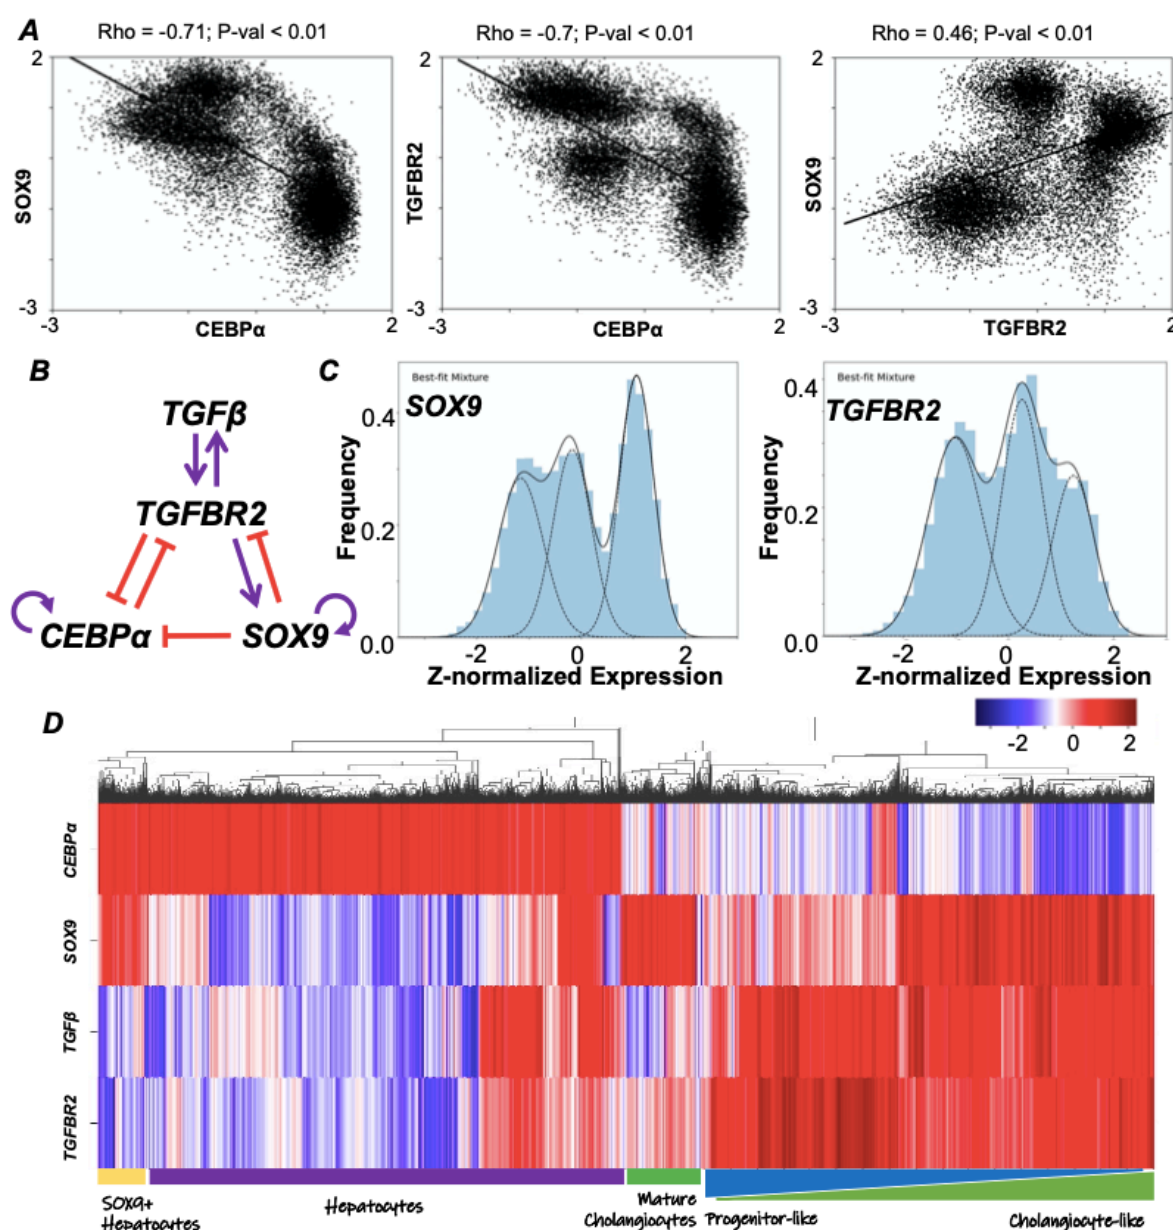 A
Rho = -0.71; P-val < 0.01
Rho = -0.7; P-val < 0.01
Rho = 0.46; P-val < 0.01
2
SOX9
-3
-3
CEBPα
2
2
TGFBR2
-3
-3
CEBPα
2
2
SOX9
-3
-3
TGFBR2
2
B
TGFβ
TGFBR2
CEBPα
SOX9
C
Best-fit Mixture
SOX9
Frequency
0.4
0.2
0.0
-2
0
2
Z-normalized Expression
Best-fit Mixture
TGFBR2
Frequency
0.4
0.2
0.0
-2
0
2
Z-normalized Expression
D
-2
0
2
CEBPα
SOX9
TGFβ
TGFBR2
SOX9+
Hepatocytes
Hepatocytes
Mature
Cholangiocytes
Progenitor-like
Cholangiocyte-like